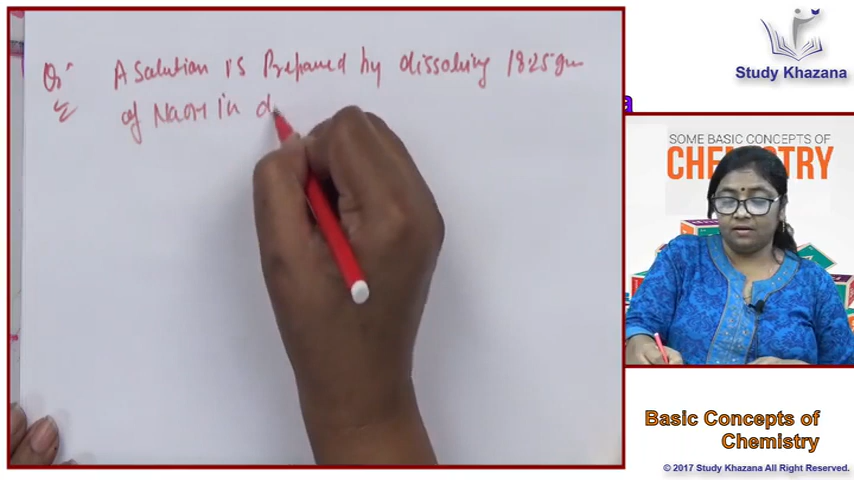 Q:- A Salution is Prepared by dissolving 18.25 gm
of NaOH in d
Study Khazana
SOME BASIC CONCEPTS OF
CHEMISTRY
Basic Concepts of
Chemistry
© 2017 Study Khazana All Right Reserved.